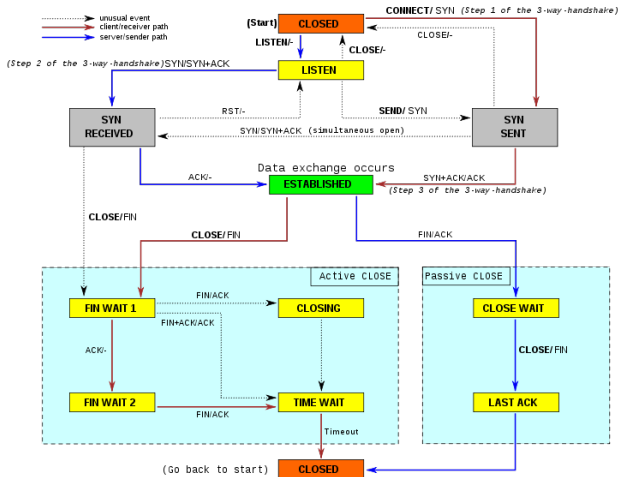 unusual event
client/receiver path
server/sender path
(Start)
CLOSED
CONNECT/ SYN (Step 1 of the 3-way-handshake)
CLOSE/-
LISTEN/-
CLOSE/-
(Step 2 of the 3-way-handshake) SYN/SYN+ACK
LISTEN
RST/-
SEND/ SYN
SYN
RECEIVED
SYN
SENT
SYN/SYN+ACK (simultaneous open)
Data exchange occurs
ACK/-
ESTABLISHED
SYN+ACK/ACK
(Step 3 of the 3-way-handshake)
CLOSE/ FIN
CLOSE/ FIN
FIN/ACK
Active CLOSE
Passive CLOSE
FIN WAIT 1
FIN/ACK
CLOSING
CLOSE WAIT
FIN+ACK/ACK
ACK/-
CLOSE/ FIN
FIN WAIT 2
FIN/ACK
TIME WAIT
LAST ACK
Timeout
(Go back to start)
CLOSED